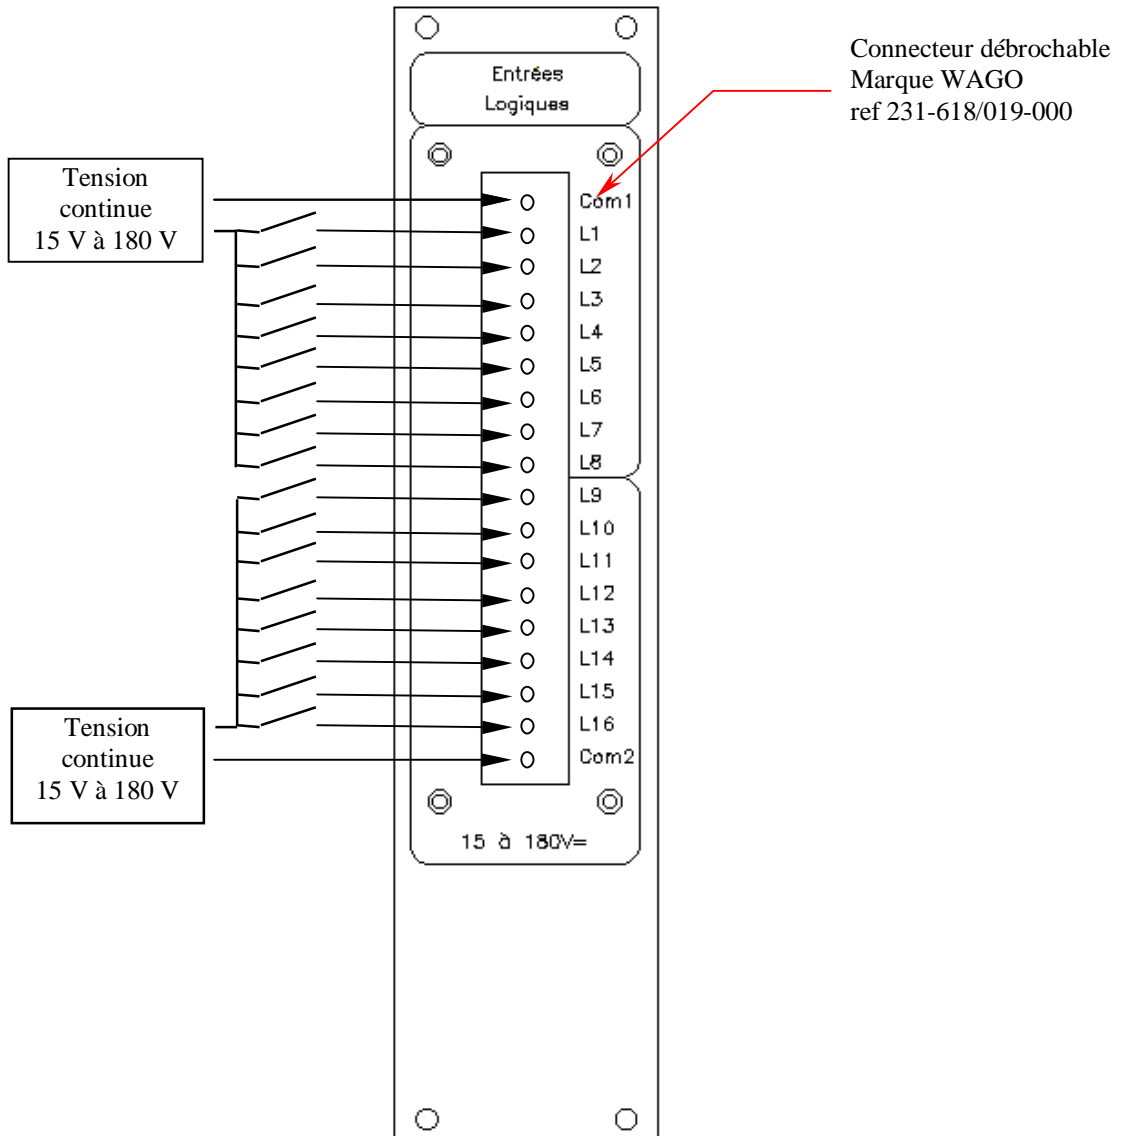 Entrées
Logiques
Connecteur débrochable
Marque WAGO
ref 231-618/019-000
Tension
continue
15 V à 180 V
Com1
L1
L2
L3
L4
L5
L6
L7
L8
L9
L10
L11
L12
L13
L14
L15
L16
Com2
Tension
continue
15 V à 180 V
15 à 180V=